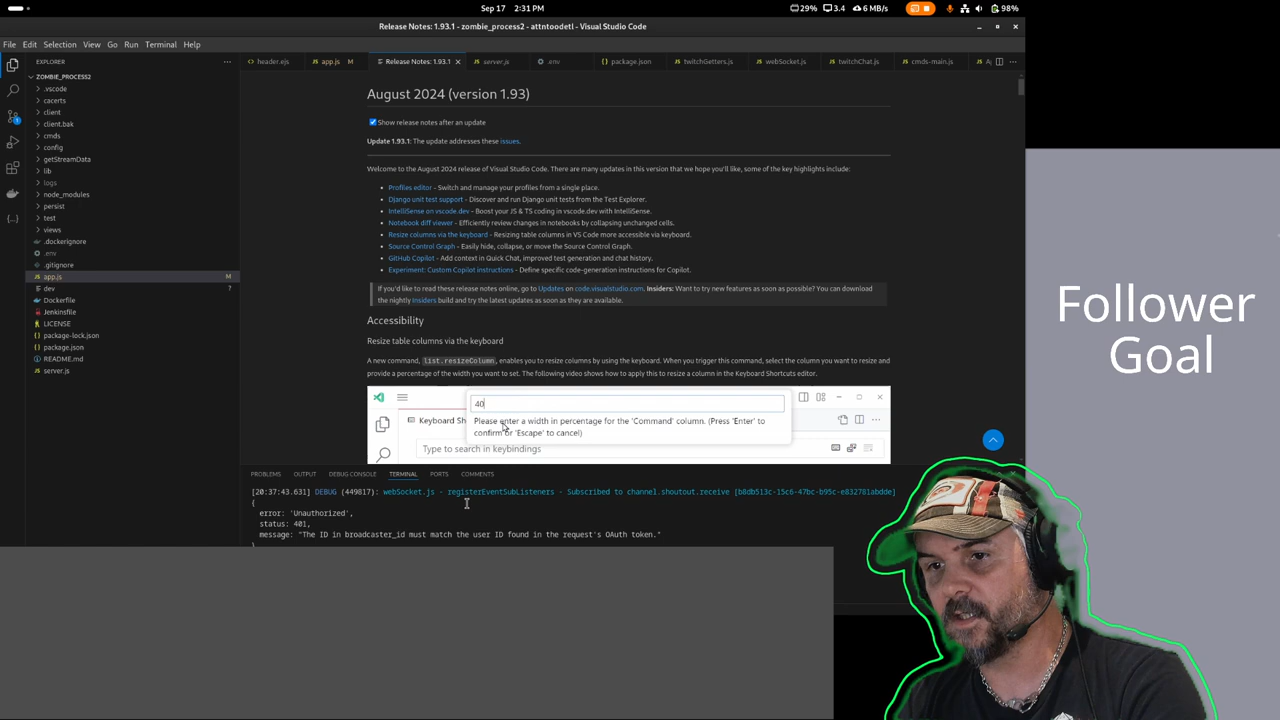 Sep 17 2:31 PM
29% 3.4 6 MB/s 98%
Release Notes: 1.93.1 - zombie_process2 - attntoodetl - Visual Studio Code
File Edit Selection View Go Run Terminal Help
EXPLORER
header.ejs app.js M Release Notes: 1.93.1 server.js .env package.json twitchGetters.js webSocket.js twitchChat.js cmds-main.js
ZOMBIE_PROCESS2
.vscode
cacerts
client
client.bak
cmds
config
getStreamData
lib
logs
node_modules
persist
test
views
.dockerignore
.env
.gitignore
app.js M
dev ?
Dockerfile
Jenkinsfile
LICENSE
package-lock.json
package.json
README.md
server.js
August 2024 (version 1.93)
Show release notes after an update
Update 1.93.1: The update addresses these issues.
Welcome to the August 2024 release of Visual Studio Code. There are many updates in this version that we hope you'll like, some of the key highlights include:
• Profiles editor - Switch and manage your profiles from a single place.
• Django unit test support - Discover and run Django unit tests from the Test Explorer.
• IntelliSense on vscode.dev - Boost your JS & TS coding in vscode.dev with IntelliSense.
• Notebook diff viewer - Efficiently review changes in notebooks by collapsing unchanged cells.
• Resize columns via the keyboard - Resizing table columns in VS Code more accessible via keyboard.
• Source Control Graph - Easily hide, collapse, or move the Source Control Graph.
• GitHub Copilot - Add context in Quick Chat, improved test generation and chat history.
• Experiment: Custom Copilot instructions - Define specific code-generation instructions for Copilot.
If you'd like to read these release notes online, go to Updates on code.visualstudio.com. Insiders: Want to try new features as soon as possible? You can download
the nightly Insiders build and try the latest updates as soon as they are available.
Accessibility
Resize table columns via the keyboard
A new command, list.resizeColumn, enables you to resize columns by using the keyboard. When you trigger this command, select the column you want to resize and
provide a percentage of the width you want to set. The following video shows how to apply this to resize a column in the Keyboard Shortcuts editor.
40
Keyboard Sh
Please enter a width in percentage for the 'Command' column. (Press 'Enter' to
confirm or 'Escape' to cancel)
Type to search in keybindings
PROBLEMS OUTPUT DEBUG CONSOLE TERMINAL PORTS COMMENTS
[20:37:43.631] DEBUG (449817): webSocket.js - registerEventSubListeners - Subscribed to channel.shoutout.receive [b8db513c-15c6-47bc-b95c-e832781abdde]
{
error: 'Unauthorized',
status: 401,
message: "The ID in broadcaster_id must match the user ID found in the request's OAuth token."
}
Follower
Goal